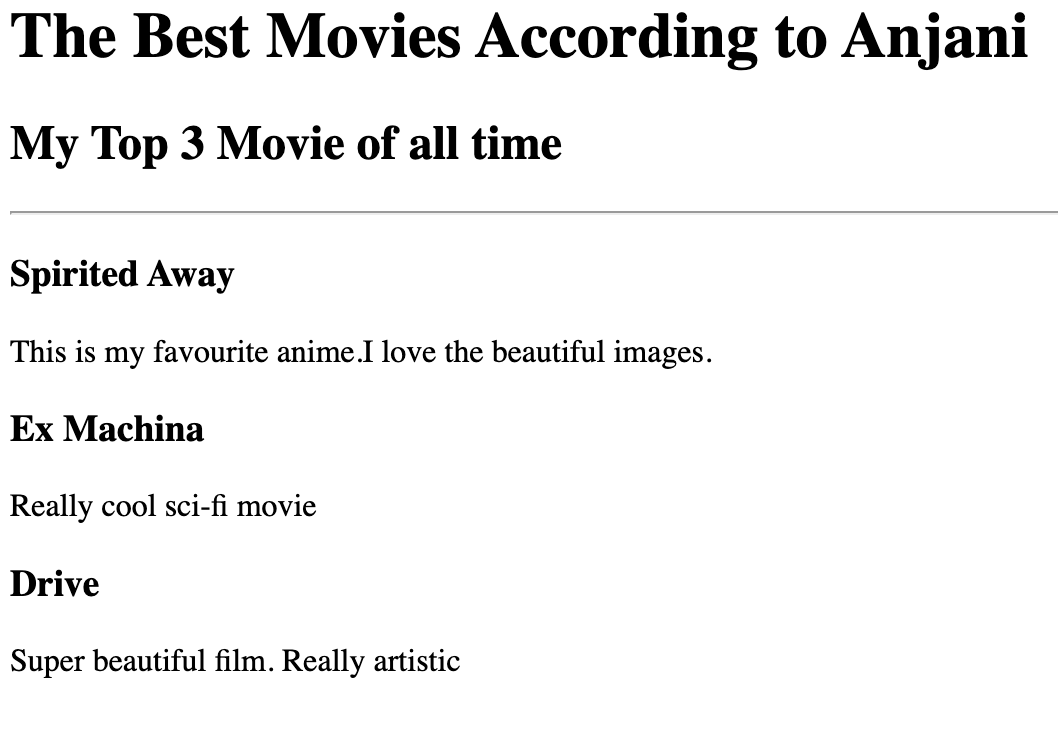 The Best Movies According to Anjani
My Top 3 Movie of all time
Spirited Away
This is my favourite anime.I love the beautiful images.
Ex Machina
Really cool sci-fi movie
Drive
Super beautiful film. Really artistic